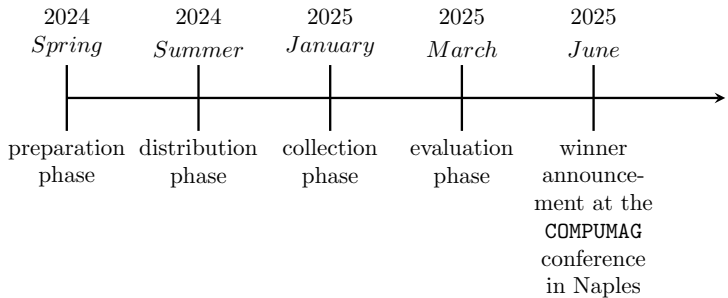 2024 2024 2025 2025 2025
Spring Summer January March June
preparation distribution collection evaluation winner
phase phase phase phase announce-
ment at the
COMPUMAG
conference
in Naples